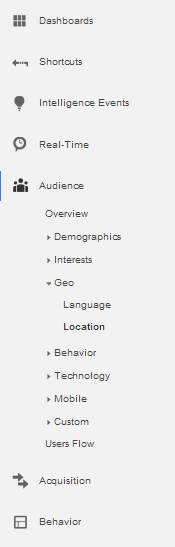 Dashboards
Shortcuts
Intelligence Events
Real-Time
Audience
Overview
Demographics
Interests
Geo
Language
Location
Behavior
Technology
Mobile
Custom
Users Flow
Acquisition
Behavior